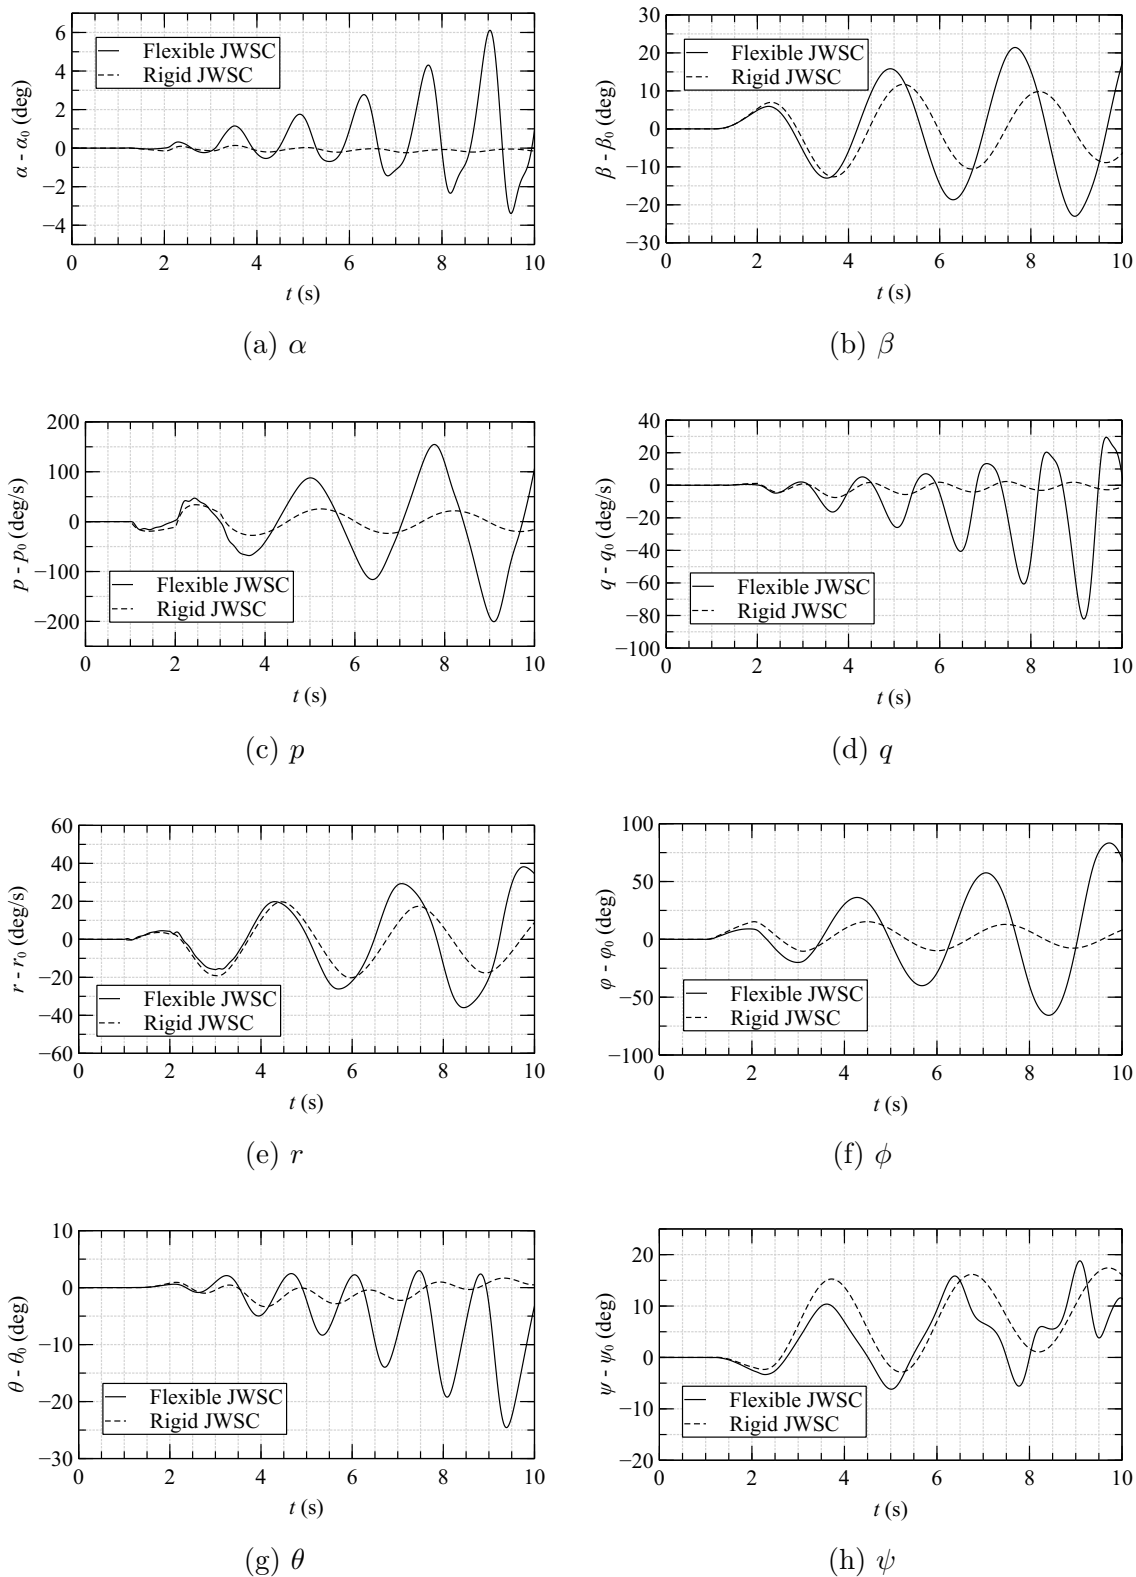 6
4
2
0
−2
−4
α - α0 (deg)
Flexible JWSC
Rigid JWSC
0 2 4 6 8 10
t (s)
(a) α
30
20
10
0
−10
−20
−30
β - β0 (deg)
Flexible JWSC
Rigid JWSC
0 2 4 6 8 10
t (s)
(b) β
200
100
0
−100
−200
p - p0 (deg/s)
Flexible JWSC
Rigid JWSC
0 2 4 6 8 10
t (s)
(c) p
40
20
0
−20
−40
−60
−80
−100
q - q0 (deg/s)
Flexible JWSC
Rigid JWSC
0 2 4 6 8 10
t (s)
(d) q
60
40
20
0
−20
−40
−60
r - r0 (deg/s)
Flexible JWSC
Rigid JWSC
0 2 4 6 8 10
t (s)
(e) r
100
50
0
−50
−100
φ - φ0 (deg)
Flexible JWSC
Rigid JWSC
0 2 4 6 8 10
t (s)
(f) ϕ
10
0
−10
−20
−30
θ - θ0 (deg)
Flexible JWSC
Rigid JWSC
0 2 4 6 8 10
t (s)
(g) θ
20
10
0
−10
−20
ψ - ψ0 (deg)
Flexible JWSC
Rigid JWSC
0 2 4 6 8 10
t (s)
(h) ψ